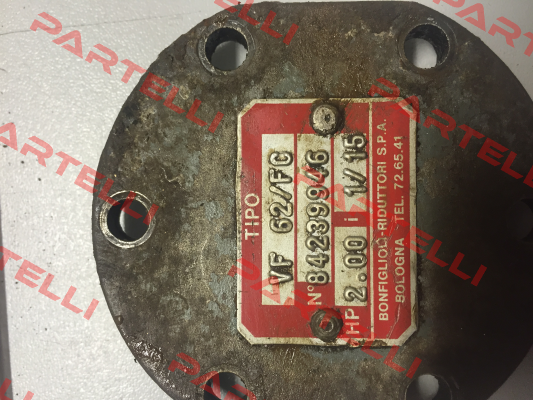 TIPO
VF 62/FC
N° 84239946
HP 2.00 i 1/15
BONFIGLIOLI-RIDUTTORI S.P.A.
BOLOGNA TEL. 72.65.41
PARTELLI
PARTELLI
PARTELLI
PARTELLI
PARTELLI
PARTELLI